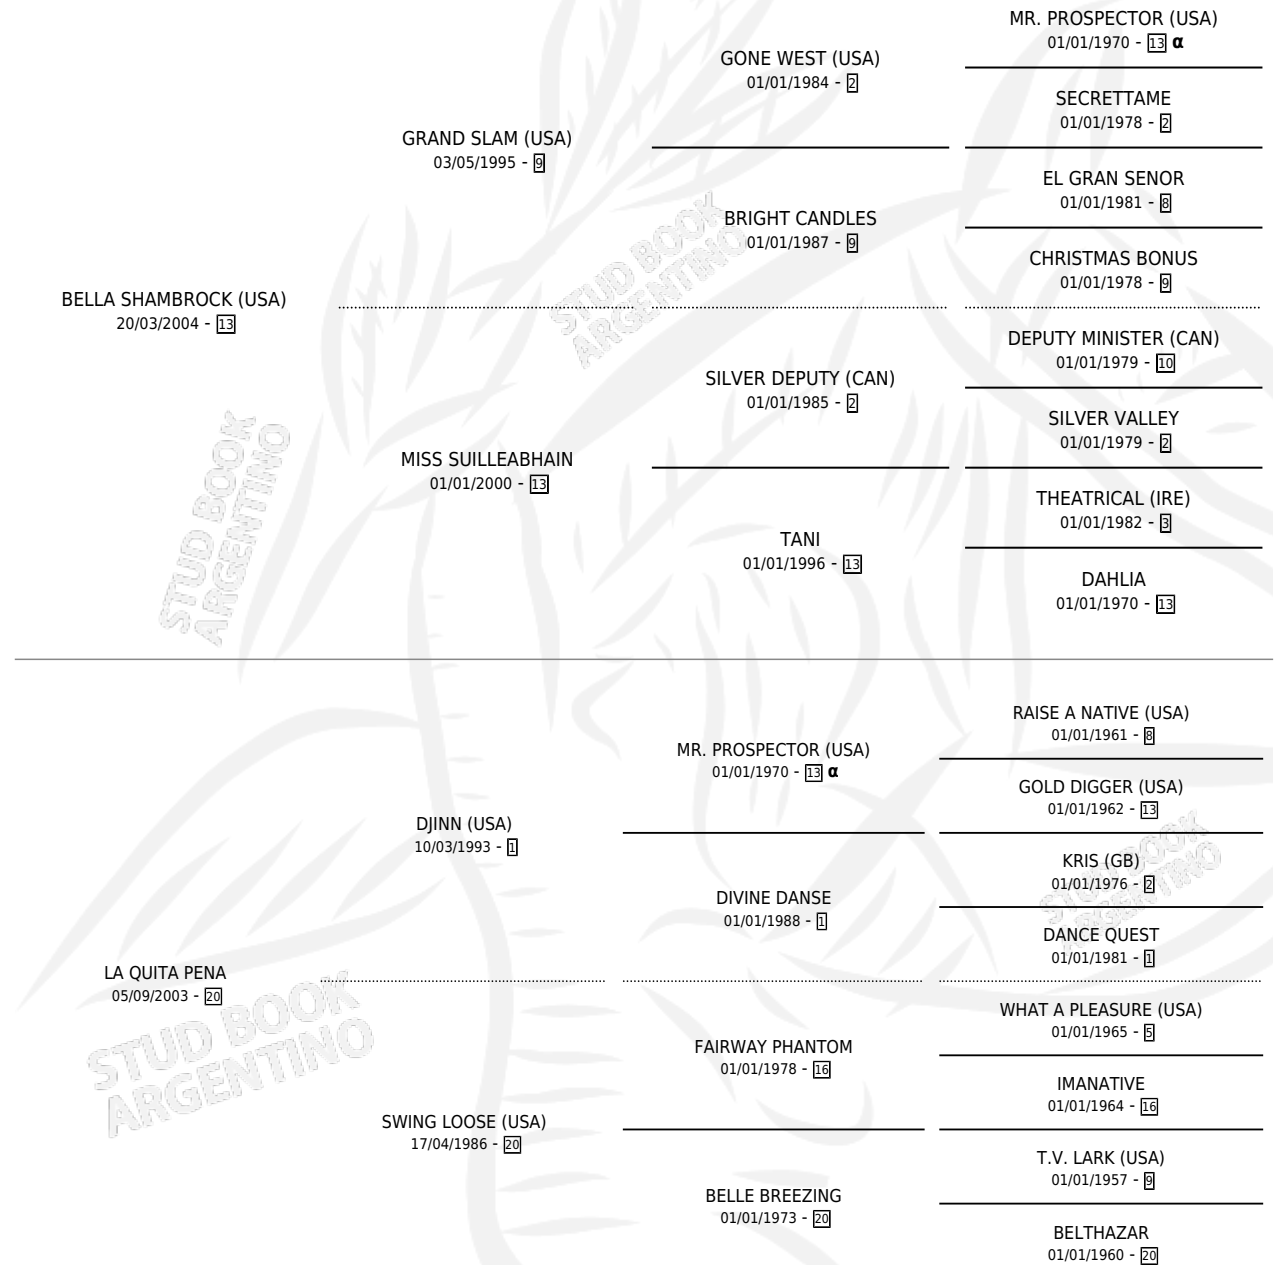 MR. PROSPECTOR (USA)
01/01/1970 - 13 α
GONE WEST (USA)
01/01/1984 - 2
SECRETTAME
01/01/1978 - 2
GRAND SLAM (USA)
03/05/1995 - 9
EL GRAN SENOR
01/01/1981 - 8
BRIGHT CANDLES
01/01/1987 - 9
CHRISTMAS BONUS
01/01/1978 - 9
BELLA SHAMBROCK (USA)
20/03/2004 - 13
DEPUTY MINISTER (CAN)
01/01/1979 - 10
SILVER DEPUTY (CAN)
01/01/1985 - 2
SILVER VALLEY
01/01/1979 - 2
MISS SUILLEABHAIN
01/01/2000 - 13
THEATRICAL (IRE)
01/01/1982 - 3
TANI
01/01/1996 - 13
DAHLIA
01/01/1970 - 13
RAISE A NATIVE (USA)
01/01/1961 - 8
MR. PROSPECTOR (USA)
01/01/1970 - 13 α
GOLD DIGGER (USA)
01/01/1962 - 13
DJINN (USA)
10/03/1993 - 1
KRIS (GB)
01/01/1976 - 2
DIVINE DANSE
01/01/1988 - 1
DANCE QUEST
01/01/1981 - 1
LA QUITA PENA
05/09/2003 - 20
WHAT A PLEASURE (USA)
01/01/1965 - 5
FAIRWAY PHANTOM
01/01/1978 - 16
IMANATIVE
01/01/1964 - 16
SWING LOOSE (USA)
17/04/1986 - 20
T.V. LARK (USA)
01/01/1957 - 9
BELLE BREEZING
01/01/1973 - 20
BELTHAZAR
01/01/1960 - 20
STUD BOOK
ARGENTINO
STUD BOOK
ARGENTINO
STUD BOOK
ARGENTINO
STUD BOOK
ARGENTINO